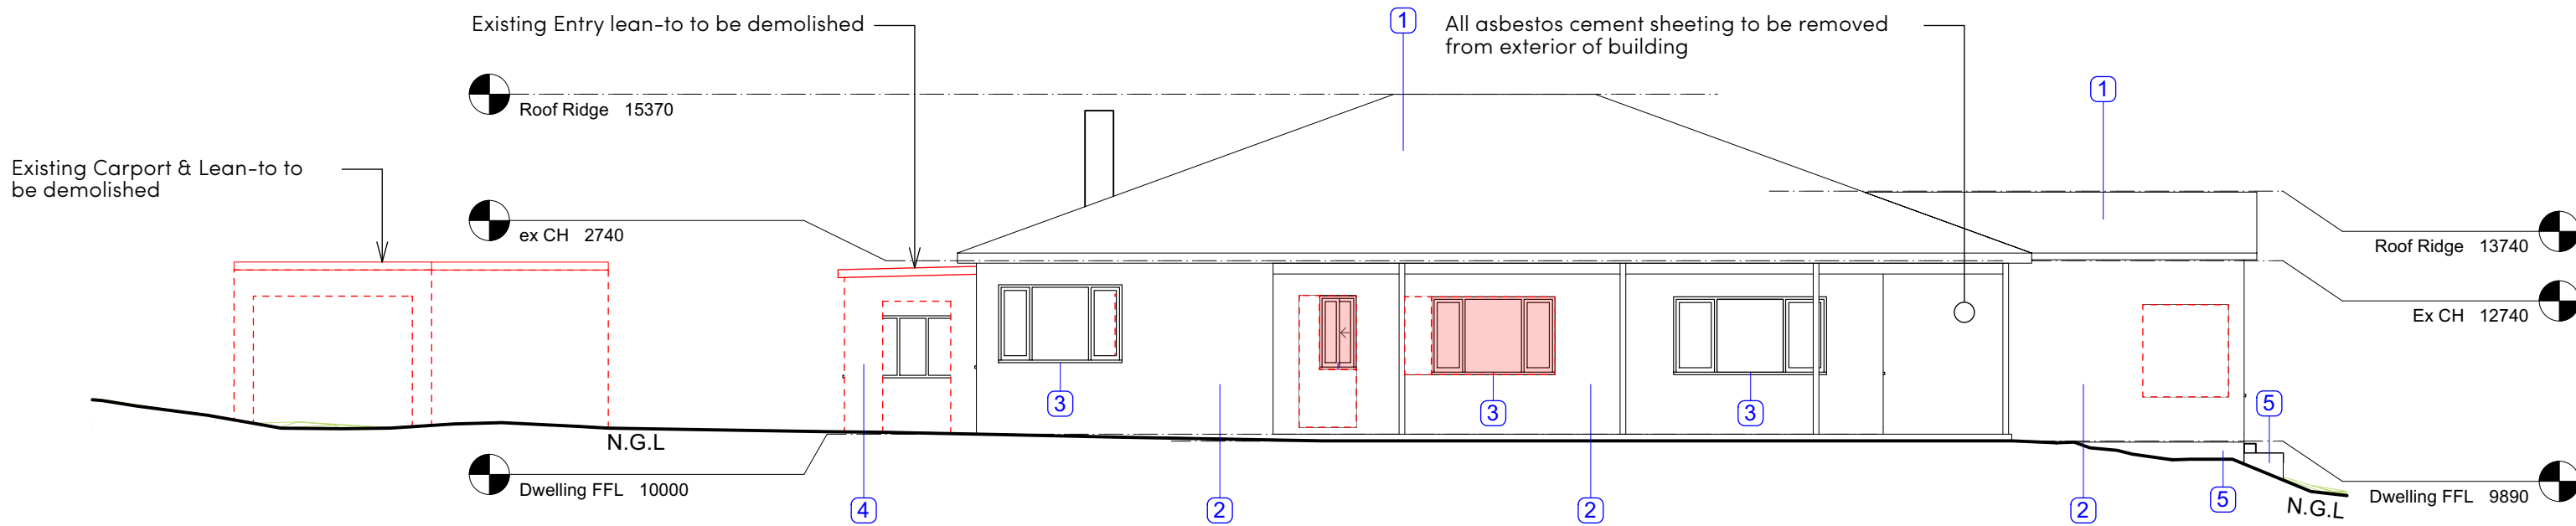 Existing Entry lean-to to be demolished
1
All asbestos cement sheeting to be removed
from exterior of building
Roof Ridge 15370
1
Existing Carport & Lean-to to
be demolished
ex CH 2740
Roof Ridge 13740
Ex CH 12740
3
3
3
5
N.G.L
Dwelling FFL 10000
4
2
2
2
5
N.G.L
Dwelling FFL 9890